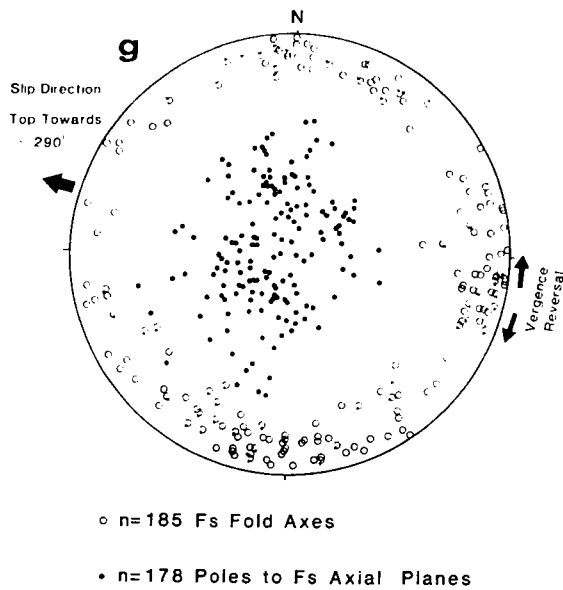 N
g
Slip Direction
Top Towards
290°
Vergence
Reversal
○ n=185 Fs Fold Axes
• n=178 Poles to Fs Axial Planes